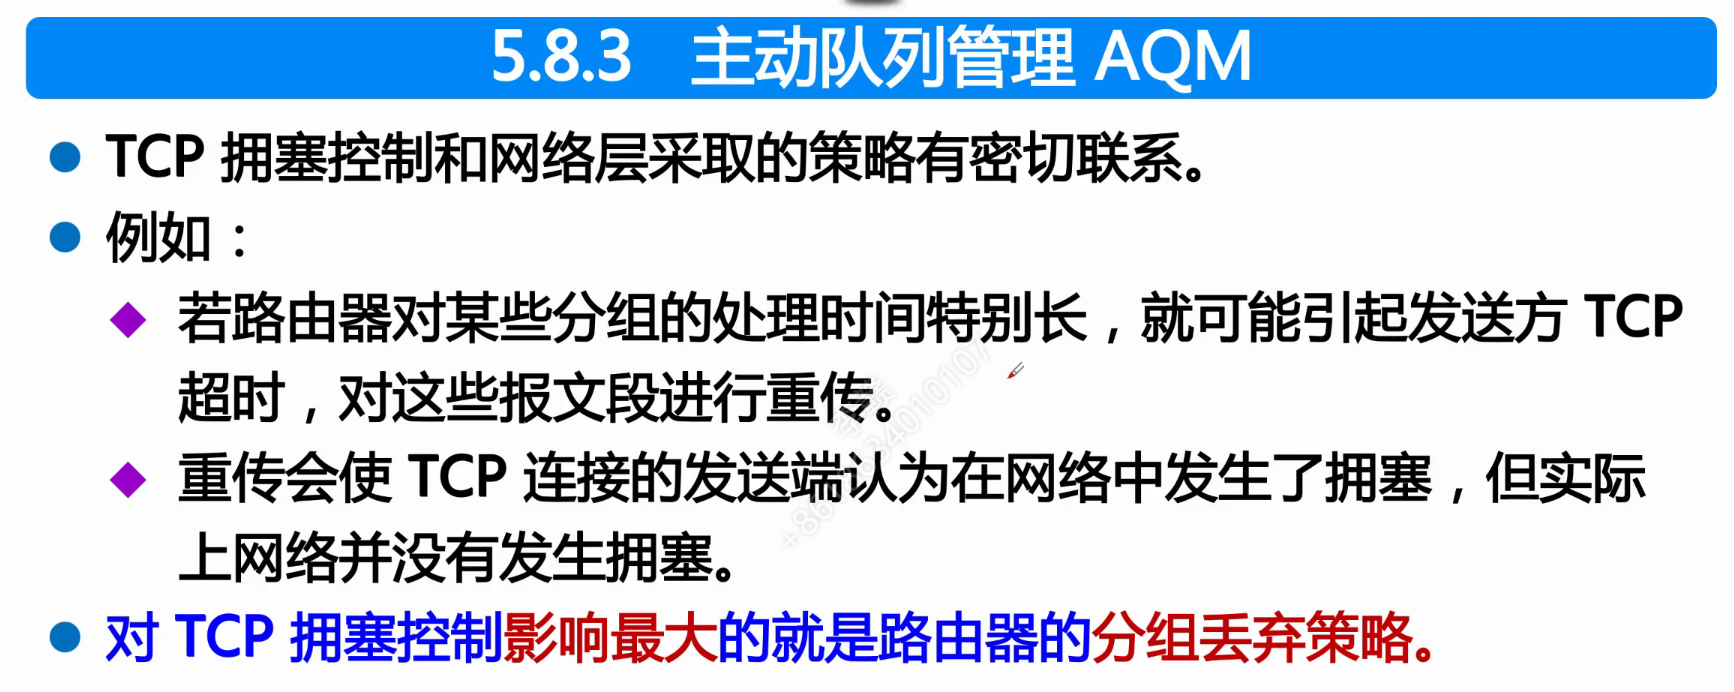 5.8.3 主动队列管理 AQM
TCP 拥塞控制和网络层采取的策略有密切联系。
例如：
若路由器对某些分组的处理时间特别长，就可能引起发送方 TCP
超时，对这些报文段进行重传。
重传会使 TCP 连接的发送端认为在网络中发生了拥塞，但实际
上网络并没有发生拥塞。
对 TCP 拥塞控制影响最大的就是路由器的分组丢弃策略。